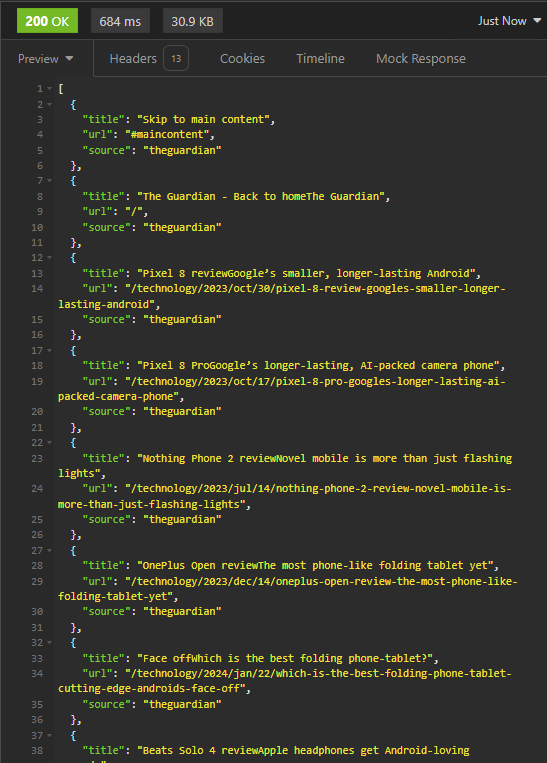 200 OK 684 ms 30.9 KB Just Now
Preview Headers 13 Cookies Timeline Mock Response
1 [
2 {
3 "title": "Skip to main content",
4 "url": "#maincontent",
5 "source": "theguardian"
6 },
7 {
8 "title": "The Guardian - Back to homeThe Guardian",
9 "url": "/",
10 "source": "theguardian"
11 },
12 {
13 "title": "Pixel 8 reviewGoogle’s smaller, longer-lasting Android",
14 "url": "/technology/2023/oct/30/pixel-8-review-googles-smaller-longer-
lasting-android",
15 "source": "theguardian"
16 },
17 {
18 "title": "Pixel 8 ProGoogle’s longer-lasting, AI-packed camera phone",
19 "url": "/technology/2023/oct/17/pixel-8-pro-googles-longer-lasting-ai-
packed-camera-phone",
20 "source": "theguardian"
21 },
22 {
23 "title": "Nothing Phone 2 reviewNovel mobile is more than just flashing
lights",
24 "url": "/technology/2023/jul/14/nothing-phone-2-review-novel-mobile-is-
more-than-just-flashing-lights",
25 "source": "theguardian"
26 },
27 {
28 "title": "OnePlus Open reviewThe most phone-like folding tablet yet",
29 "url": "/technology/2023/dec/14/oneplus-open-review-the-most-phone-like-
folding-tablet-yet",
30 "source": "theguardian"
31 },
32 {
33 "title": "Face offWhich is the best folding phone-tablet?",
34 "url": "/technology/2024/jan/22/which-is-the-best-folding-phone-tablet-
cutting-edge-androids-face-off",
35 "source": "theguardian"
36 },
37 {
38 "title": "Beats Solo 4 reviewApple headphones get Android-loving